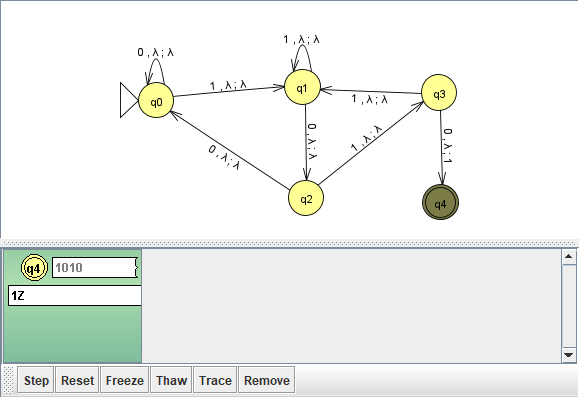 0 , λ ; λ
1 , λ ; λ
q0
1 , λ ; λ
q1
1 , λ ; λ
q3
0 , λ ; λ
0 , λ ; λ
1 , λ ; λ
0 , λ ; 1
q2
q4
q4 1010
1Z
Step Reset Freeze Thaw Trace Remove